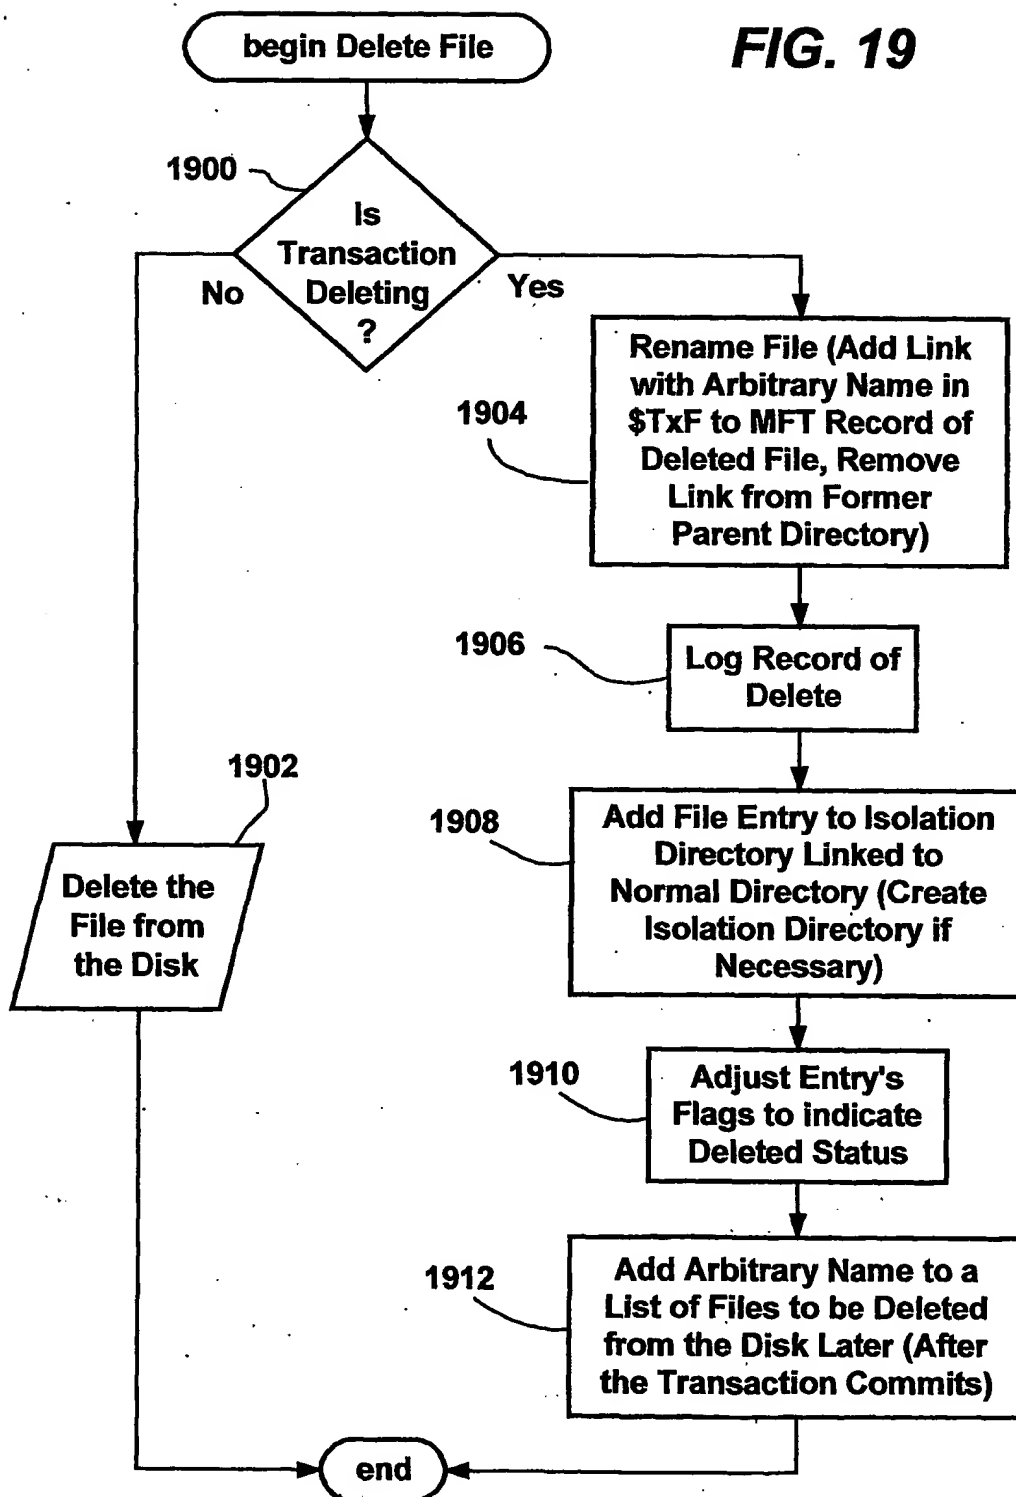 begin Delete File
FIG. 19
1900
Is
Transaction
Deleting
?
No
Yes
Rename File (Add Link
with Arbitrary Name in
$TxF to MFT Record of
Deleted File, Remove
Link from Former
Parent Directory)
1904
1906
Log Record of
Delete
1902
Delete the
File from
the Disk
1908
Add File Entry to Isolation
Directory Linked to
Normal Directory (Create
Isolation Directory if
Necessary)
1910
Adjust Entry's
Flags to indicate
Deleted Status
1912
Add Arbitrary Name to a
List of Files to be Deleted
from the Disk Later (After
the Transaction Commits)
end